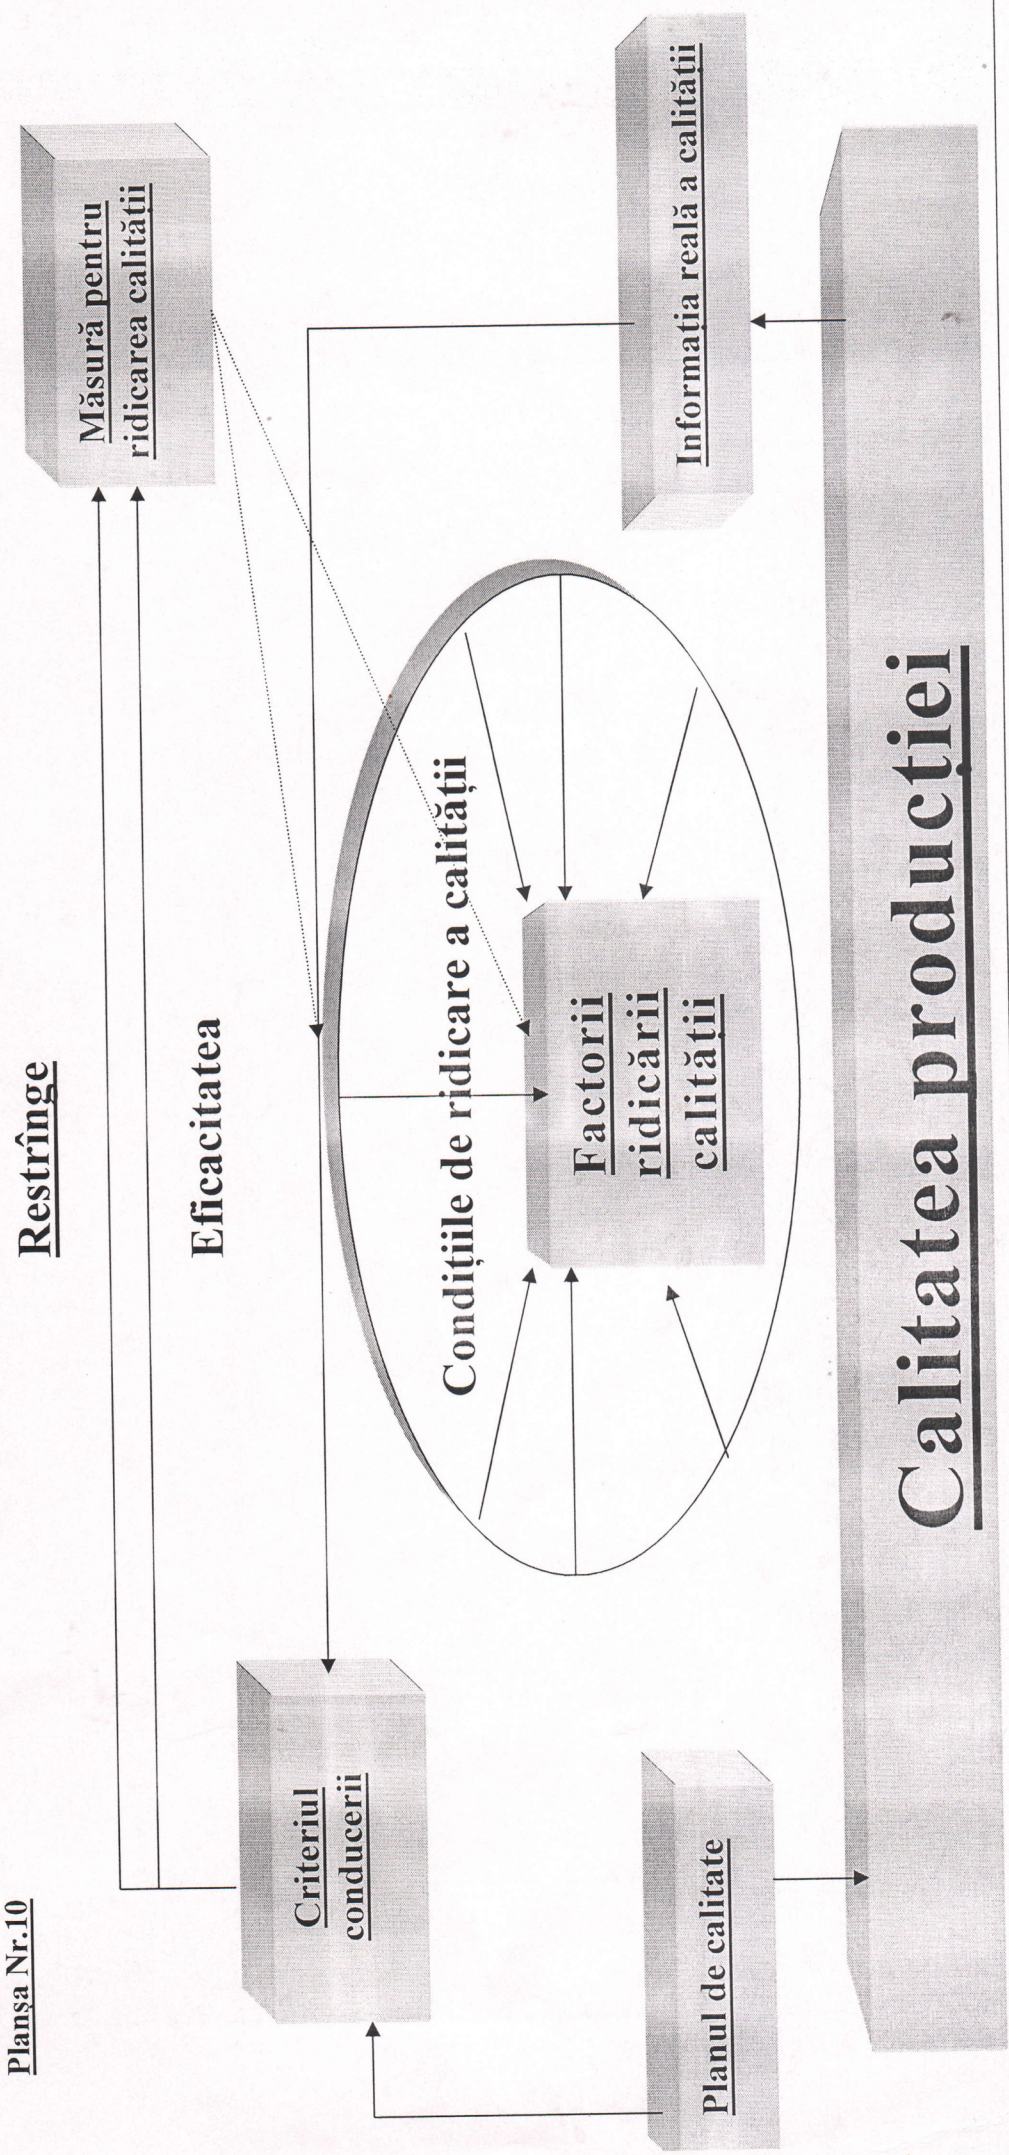 Planșa Nr.10
Restrînge
Eficacitatea
Măsură pentru
ridicarea calității
Criteriul
conducerii
Condițiile de ridicare a calității
Factorii
ridicării
calității
Planul de calitate
Informația reală a calității
Calitatea producției